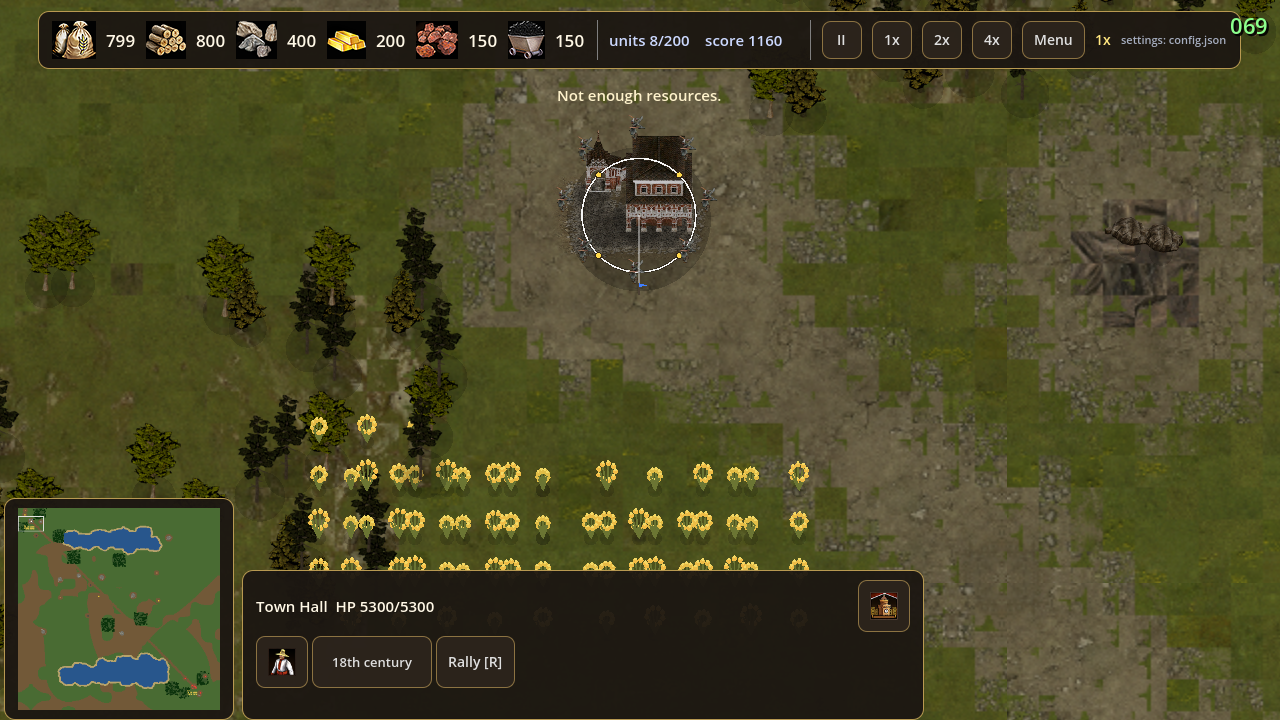 799 800 400 200 150 150 units 8/200 score 1160 II 1x 2x 4x Menu 1x settings: config.json 069
Not enough resources.
Town Hall HP 5300/5300
18th century Rally [R]